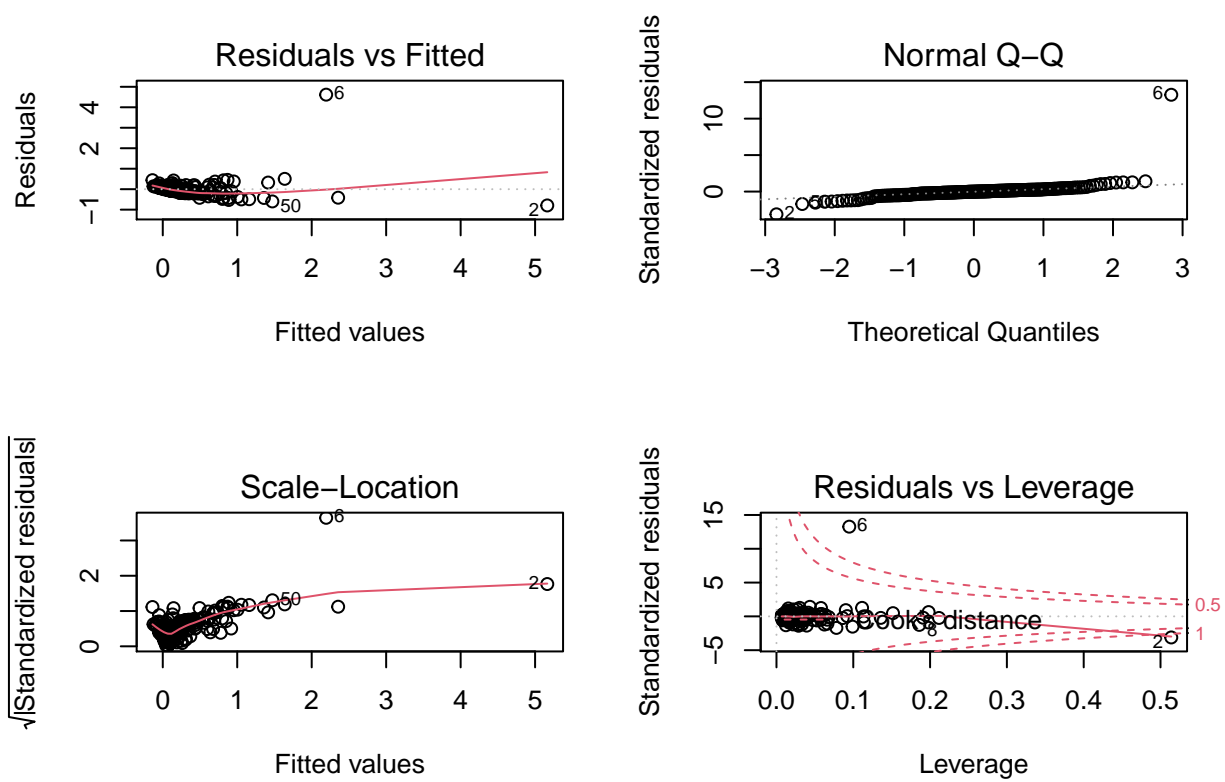 Residuals vs Fitted
Residuals
−1 2 4
6
50
2
0 1 2 3 4 5
Fitted values
Normal Q−Q
Standardized residuals
0 10
6
2
−3 −2 −1 0 1 2 3
Theoretical Quantiles
Scale−Location
√|Standardized residuals|
0 2
6
50
2
0 1 2 3 4 5
Fitted values
Residuals vs Leverage
Standardized residuals
−5 5 15
6
0.5
1
distance
2
0.0 0.1 0.2 0.3 0.4 0.5
Leverage